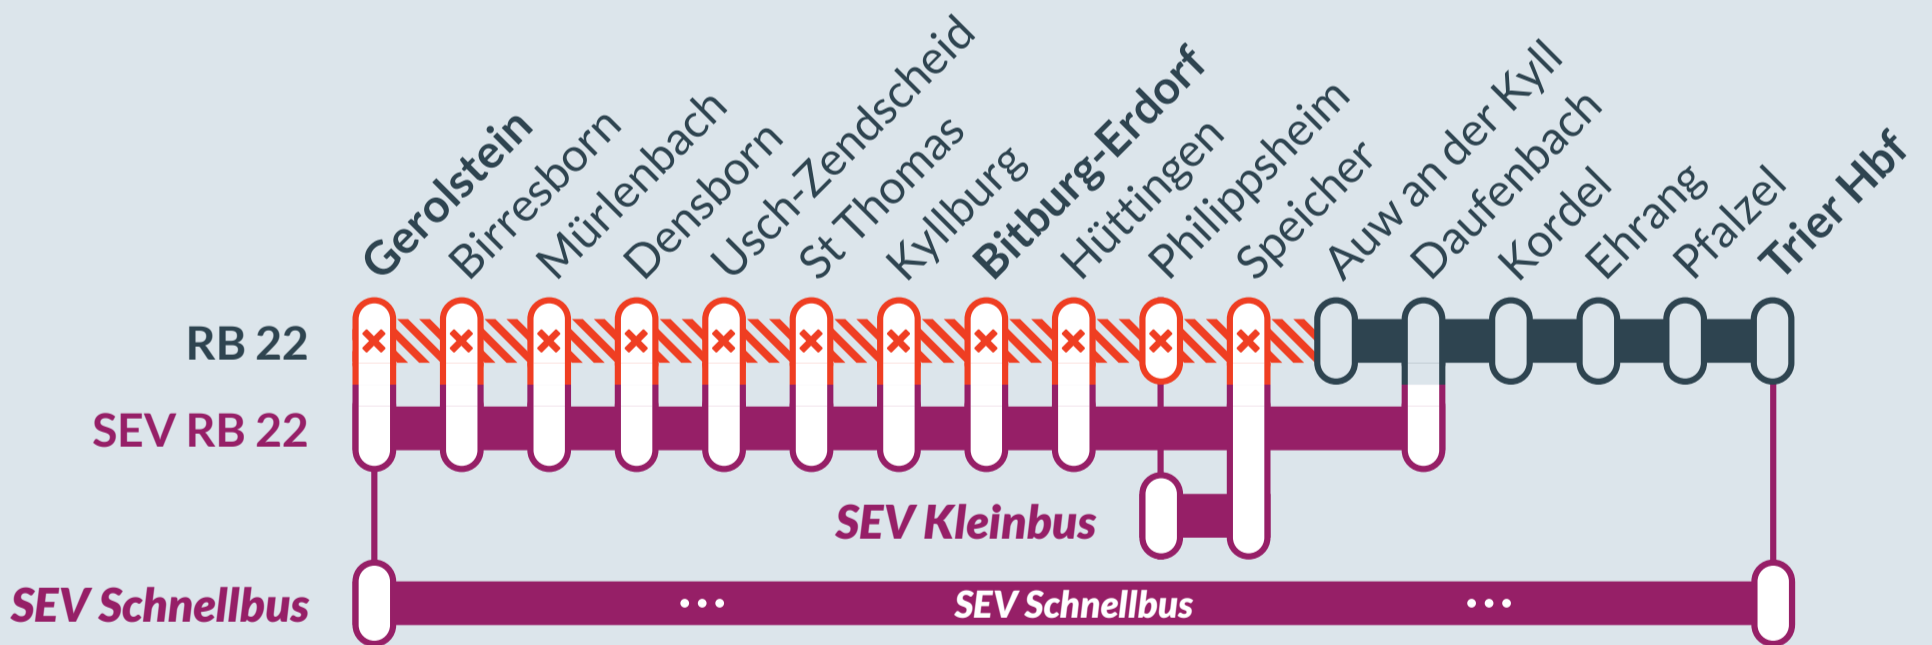 Gerolstein
Birresborn
Mürlenbach
Densborn
Usch-Zendscheid
St Thomas
Kyllburg
Bitburg-Erdorf
Hüttingen
Philippsheim
Speicher
Auw an der Kyll
Daufenbach
Kordel
Ehrang
Pfalzel
Trier Hbf
RB 22
SEV RB 22
SEV Kleinbus
SEV Schnellbus
... SEV Schnellbus ...